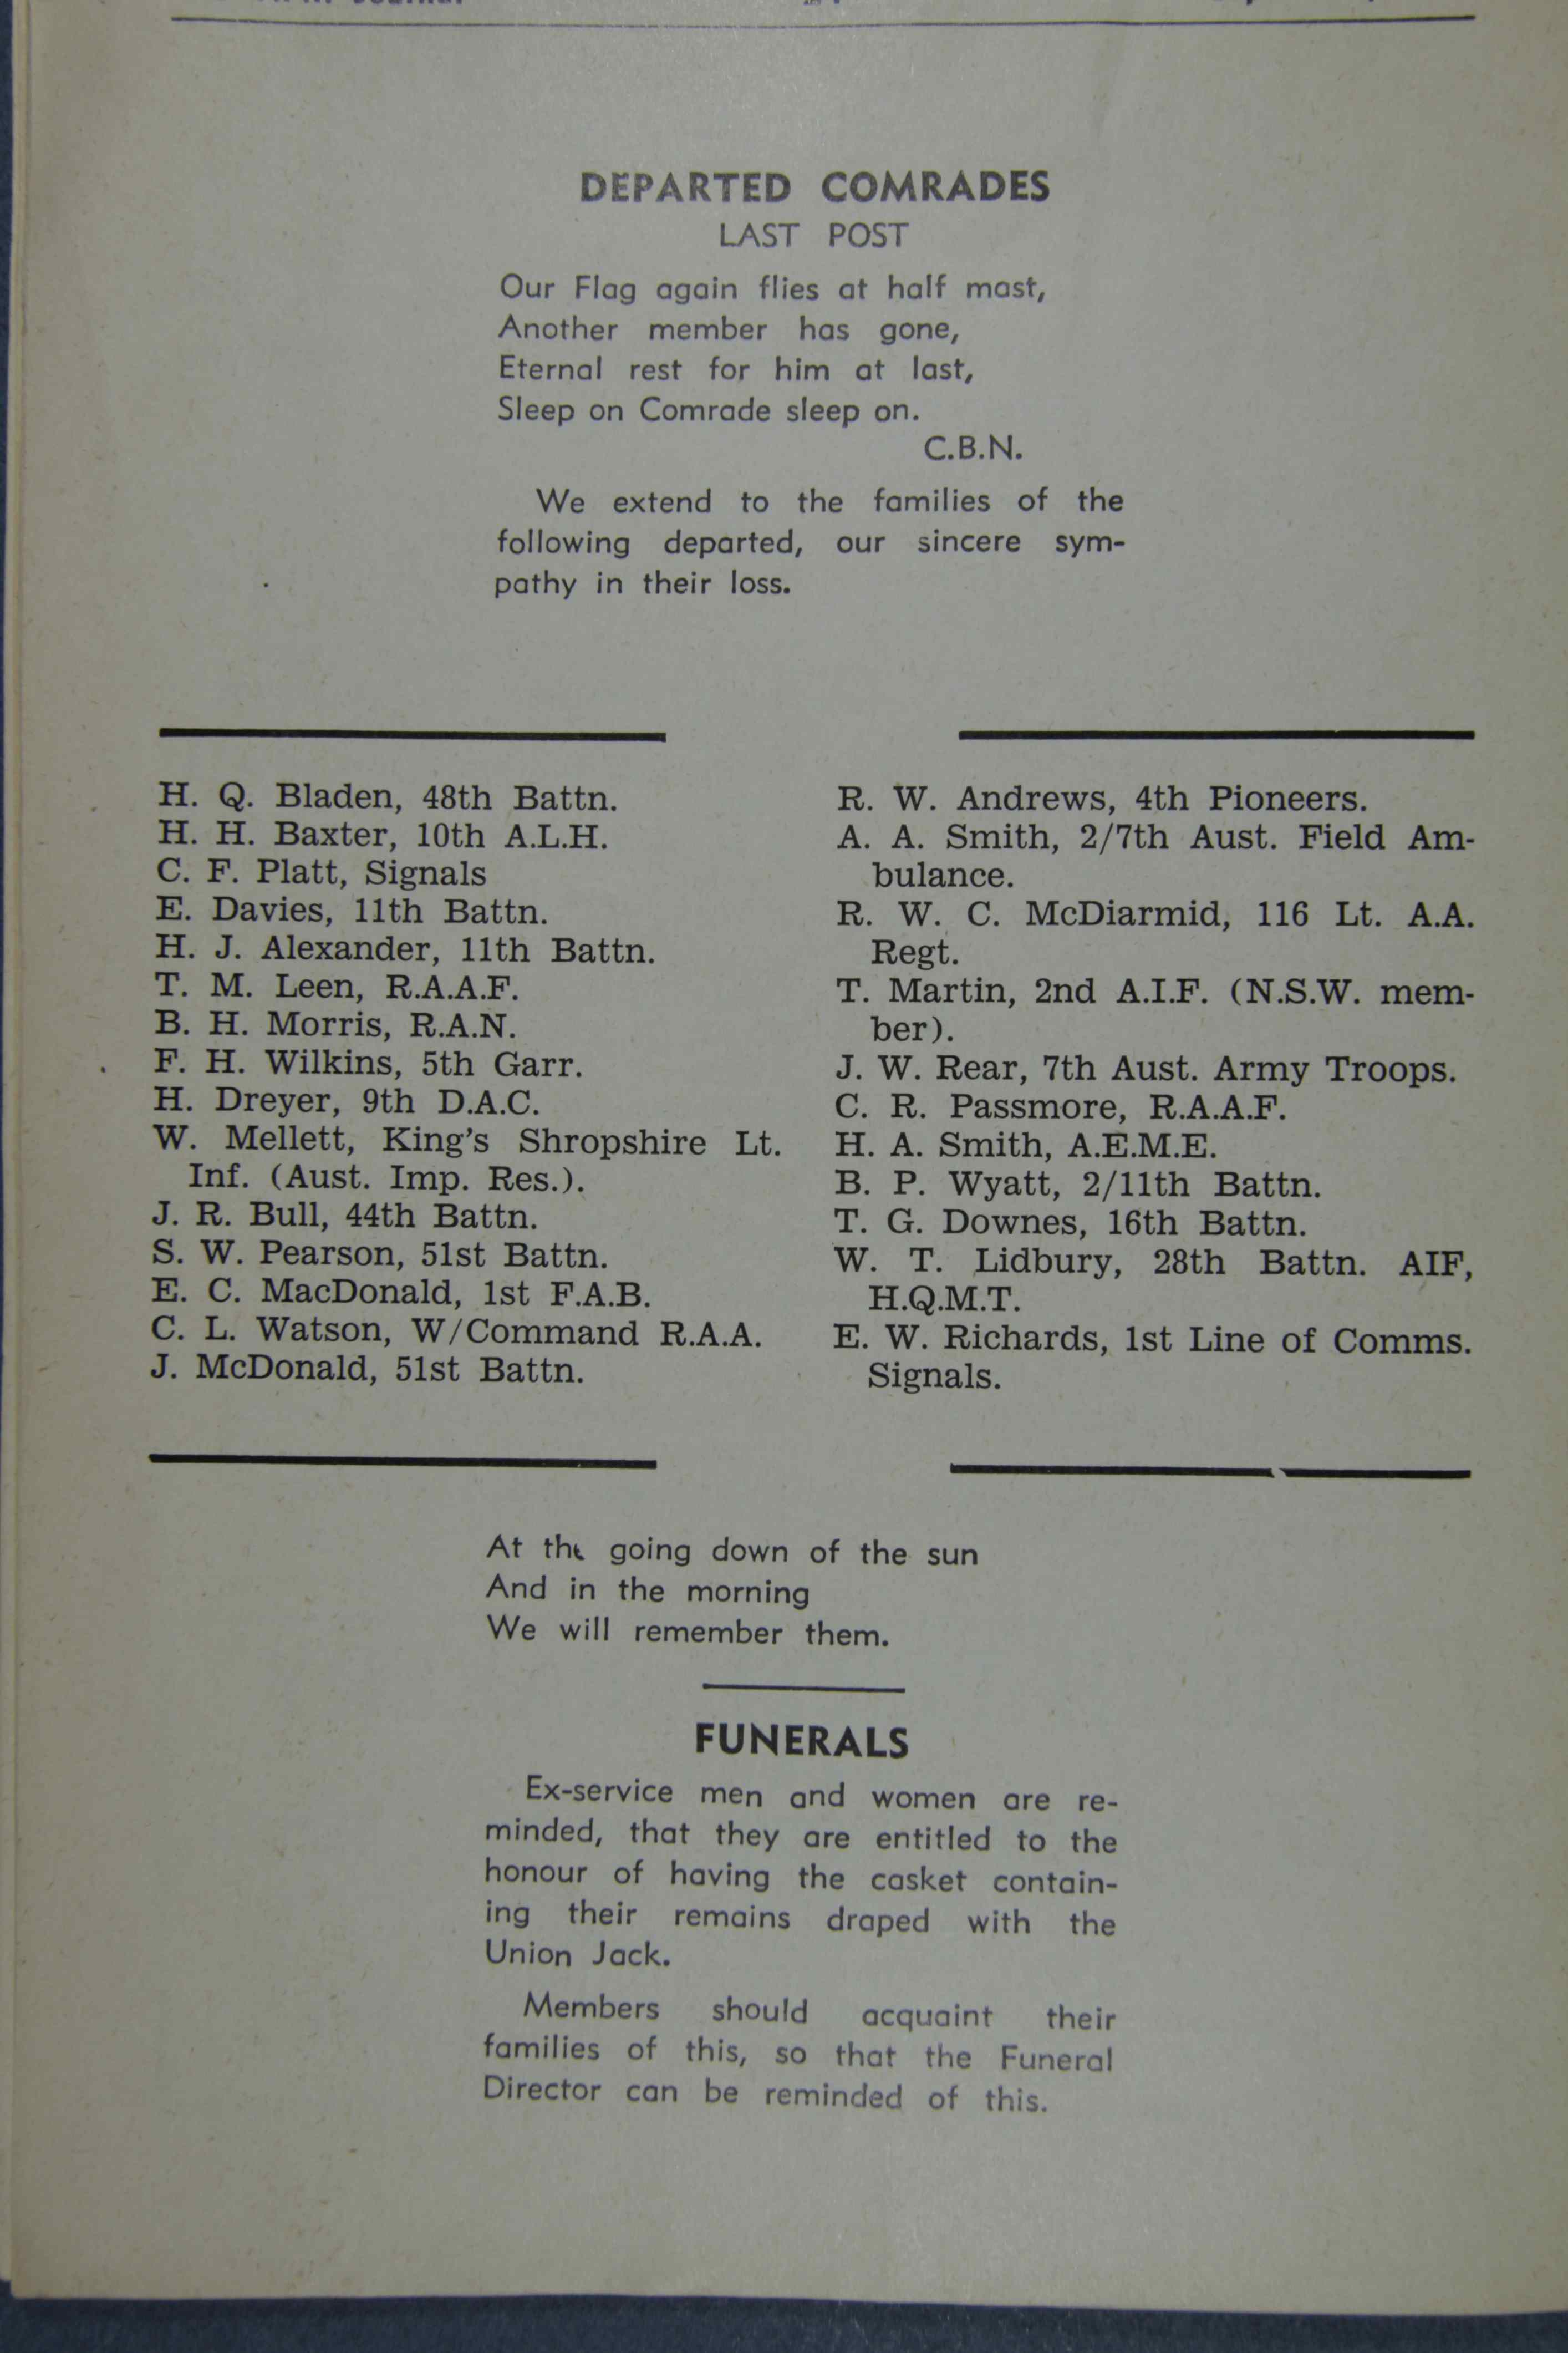 Journal
DEPARTED COMRADES
LAST POST
Our Flag again flies at half mast,
Another member has gone,
Eternal rest for him at last,
Sleep on Comrade sleep on.
C.B.N.
We extend to the families of the
following departed, our sincere sym-
pathy in their loss.
H. Q. Bladen, 48th Battn.
H. H. Baxter, 10th A.L.H.
C. F. Platt, Signals
E. Davies, 11th Battn.
H. J. Alexander, 11th Battn.
T. M. Leen, R.A.A.F.
B. H. Morris, R.A.N.
F. H. Wilkins, 5th Garr.
H. Dreyer, 9th D.A.C.
W. Mellett, King's Shropshire Lt.
Inf. (Aust. Imp. Res.).
J. R. Bull, 44th Battn.
S. W. Pearson, 51st Battn.
E. C. MacDonald, 1st F.A.B.
C. L. Watson, W/Command R.A.A.
J. McDonald, 51st Battn.
R. W. Andrews, 4th Pioneers.
A. A. Smith, 2/7th Aust. Field Am-
bulance.
R. W. C. McDiarmid, 116 Lt. A.A.
Regt.
T. Martin, 2nd A.I.F. (N.S.W. mem-
ber).
J. W. Rear, 7th Aust. Army Troops.
C. R. Passmore, R.A.A.F.
H. A. Smith, A.E.M.E.
B. P. Wyatt, 2/11th Battn.
T. G. Downes, 16th Battn.
W. T. Lidbury, 28th Battn. AIF,
H.Q.M.T.
E. W. Richards, 1st Line of Comms.
Signals.
At the going down of the sun
And in the morning
We will remember them.
FUNERALS
Ex-service men and women are re-
minded, that they are entitled to the
honour of having the casket contain-
ing their remains draped with the
Union Jack.
Members should acquaint their
families of this, so that the Funeral
Director can be reminded of this.